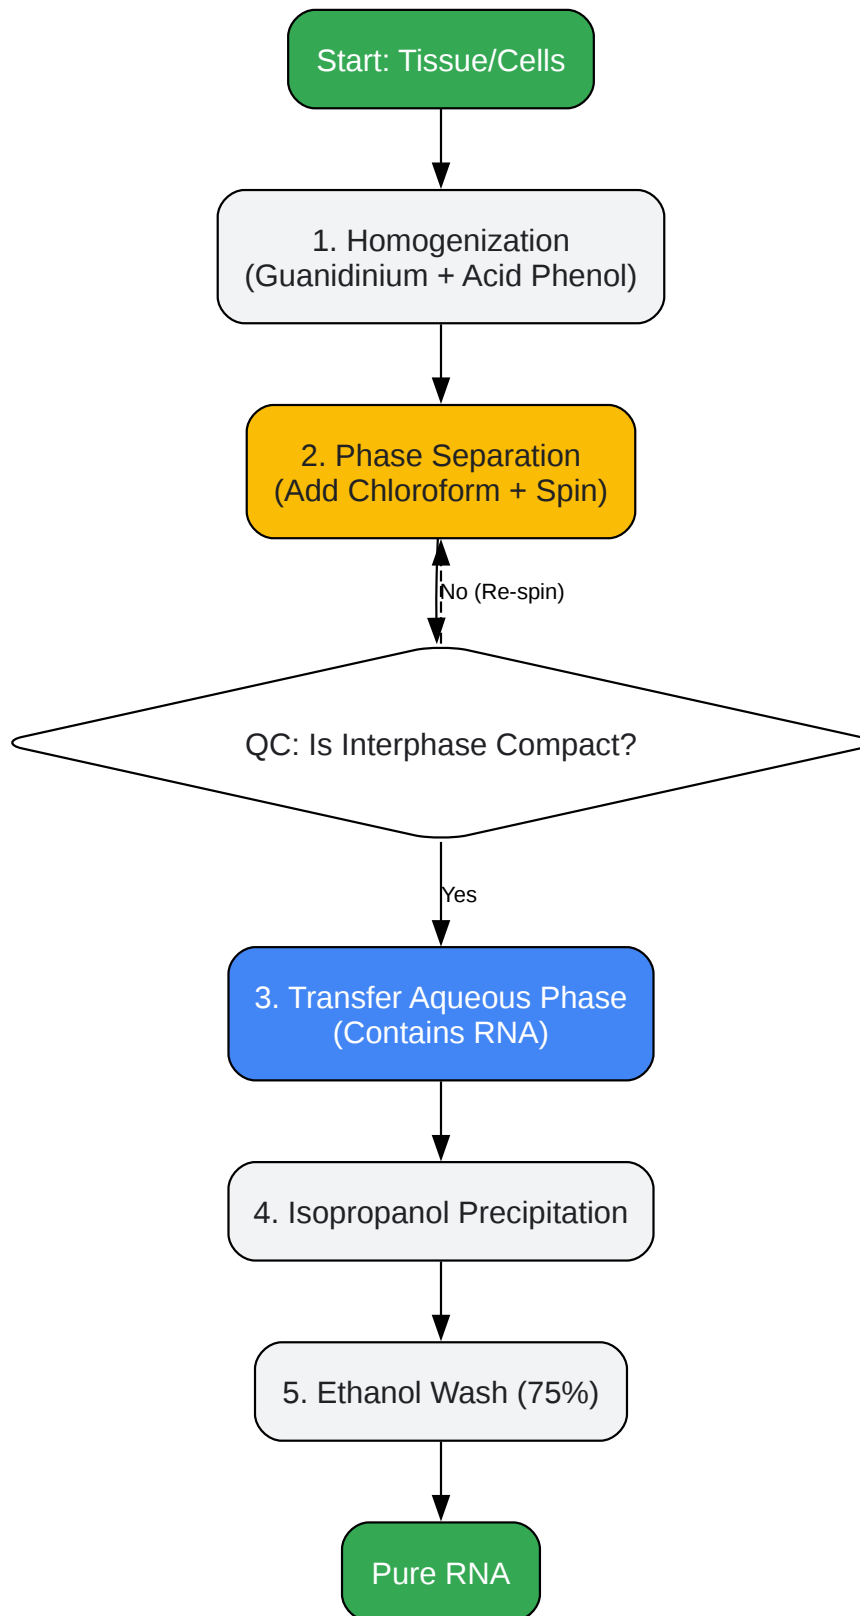 Start: Tissue/Cells
1. Homogenization
(Guanidinium + Acid Phenol)
2. Phase Separation
(Add Chloroform + Spin)
No (Re-spin)
QC: Is Interphase Compact?
Yes
3. Transfer Aqueous Phase
(Contains RNA)
4. Isopropanol Precipitation
5. Ethanol Wash (75%)
Pure RNA